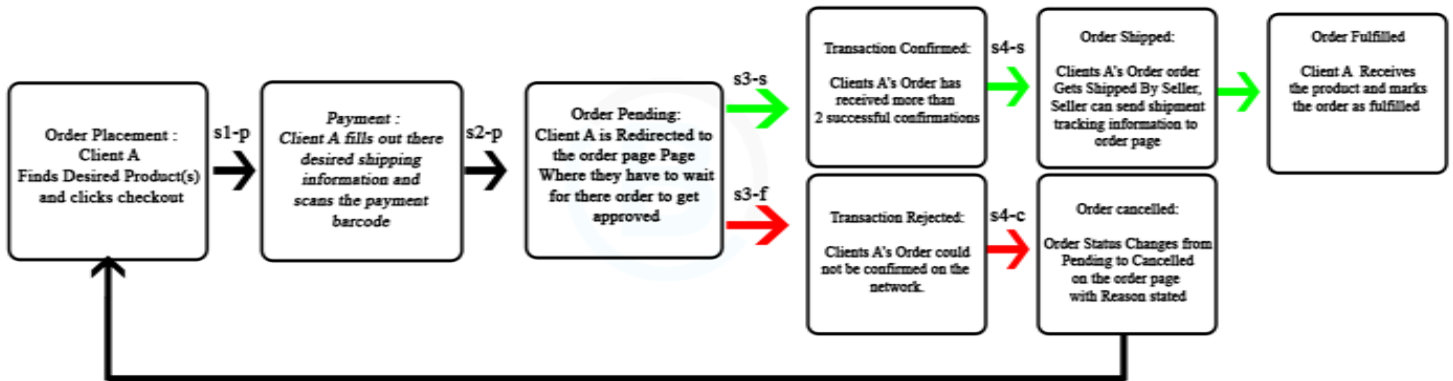 Order Placement :
Client A
Finds Desired Product(s)
and clicks checkout
s1-p
Payment :
Client A fills out there
desired shipping
information and
scans the payment
barcode
s2-p
Order Pending:
Client A is Redirected to
the order page Page
Where they have to wait
for there order to get
approved
s3-s
Transaction Confirmed:
Clients A's Order has
received more than
2 successful confirmations
s4-s
Order Shipped:
Clients A's Order order
Gets Shipped By Seller,
Seller can send shipment
tracking information to
order page
Order Fulfilled
Client A Receives
the product and marks
the order as fulfilled
s3-f
Transaction Rejected:
Clients A's Order could
not be confirmed on the
network.
s4-c
Order cancelled:
Order Status Changes from
Pending to Cancelled
on the order page
with Reason stated